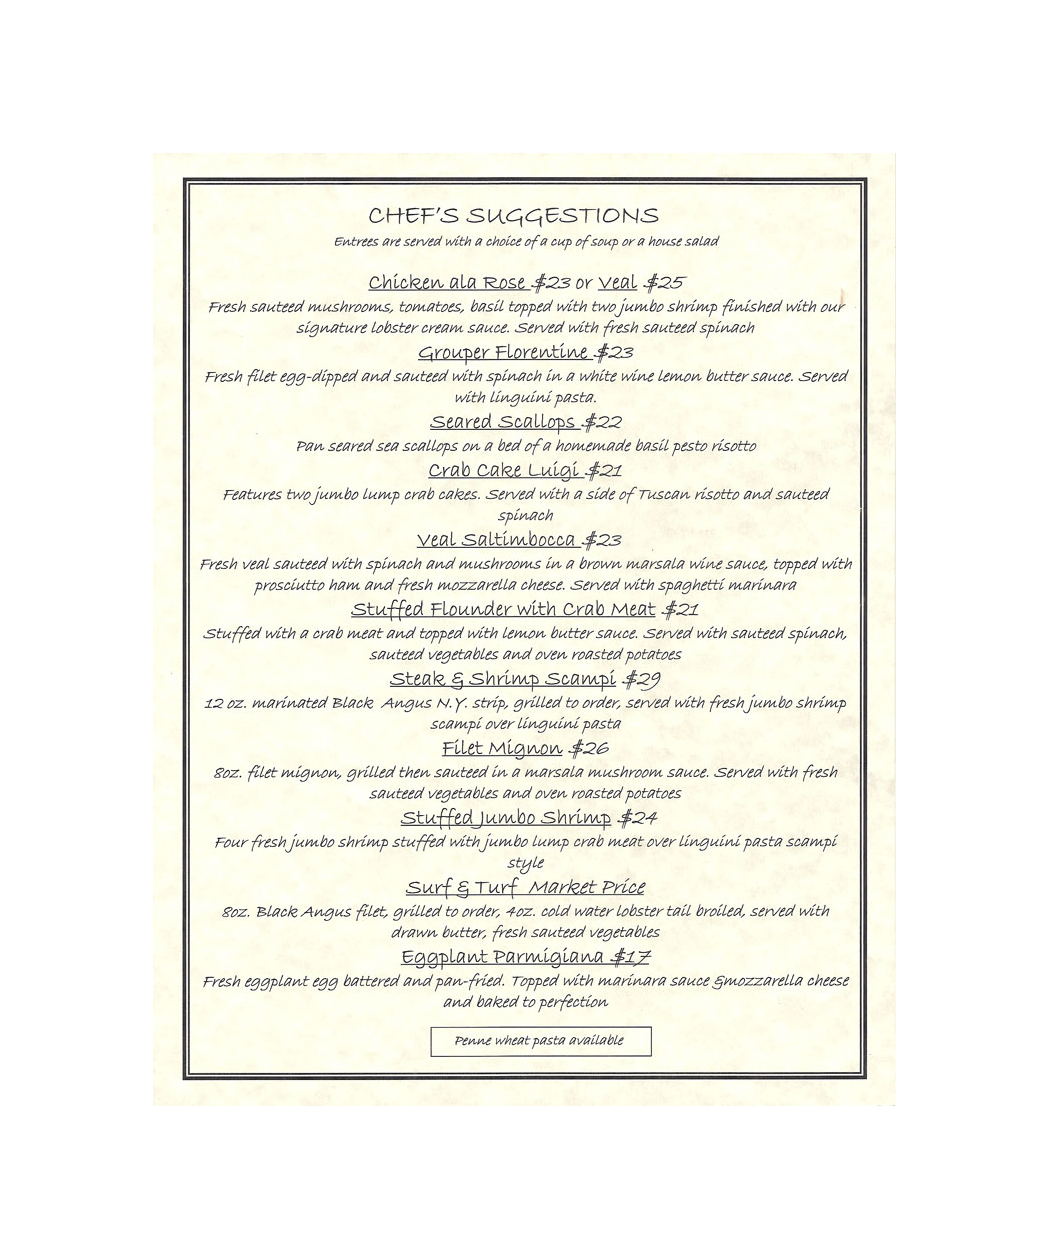 CHEF'S SUGGESTIONS
Entrees are served with a choice of a cup of soup or a house salad
Chicken ala Rose $23 or Veal $25
Fresh sauteed mushrooms, tomatoes, basil topped with two jumbo shrimp finished with our
signature lobster cream sauce. Served with fresh sauteed spinach
Grouper Florentine $23
Fresh filet egg-dipped and sauteed with spinach in a white wine lemon butter sauce. Served
with linguini pasta.
Seared Scallops $22
Pan seared sea scallops on a bed of a homemade basil pesto risotto
Crab Cake Luigi $21
Features two jumbo lump crab cakes. Served with a side of Tuscan risotto and sauteed
spinach
Veal Saltimbocca $23
Fresh veal sauteed with spinach and mushrooms in a brown marsala wine sauce, topped with
prosciutto ham and fresh mozzarella cheese. Served with spaghetti marinara
Stuffed Flounder with Crab Meat $21
Stuffed with a crab meat and topped with lemon butter sauce. Served with sauteed spinach,
sauteed vegetables and oven roasted potatoes
Steak & Shrimp Scampi $29
12 oz. marinated Black Angus N.Y. strip, grilled to order, served with fresh jumbo shrimp
scampi over linguini pasta
Filet Mignon $26
8oz. filet mignon, grilled then sauteed in a marsala mushroom sauce. Served with fresh
sauteed vegetables and oven roasted potatoes
Stuffed Jumbo Shrimp $24
Four fresh jumbo shrimp stuffed with jumbo lump crab meat over linguini pasta scampi
style
Surf & Turf Market Price
8oz. Black Angus filet, grilled to order, 4oz. cold water lobster tail broiled, served with
drawn butter, fresh sauteed vegetables
Eggplant Parmigiana $17
Fresh eggplant egg battered and pan-fried. Topped with marinara sauce &mozzarella cheese
and baked to perfection
Penne wheat pasta available